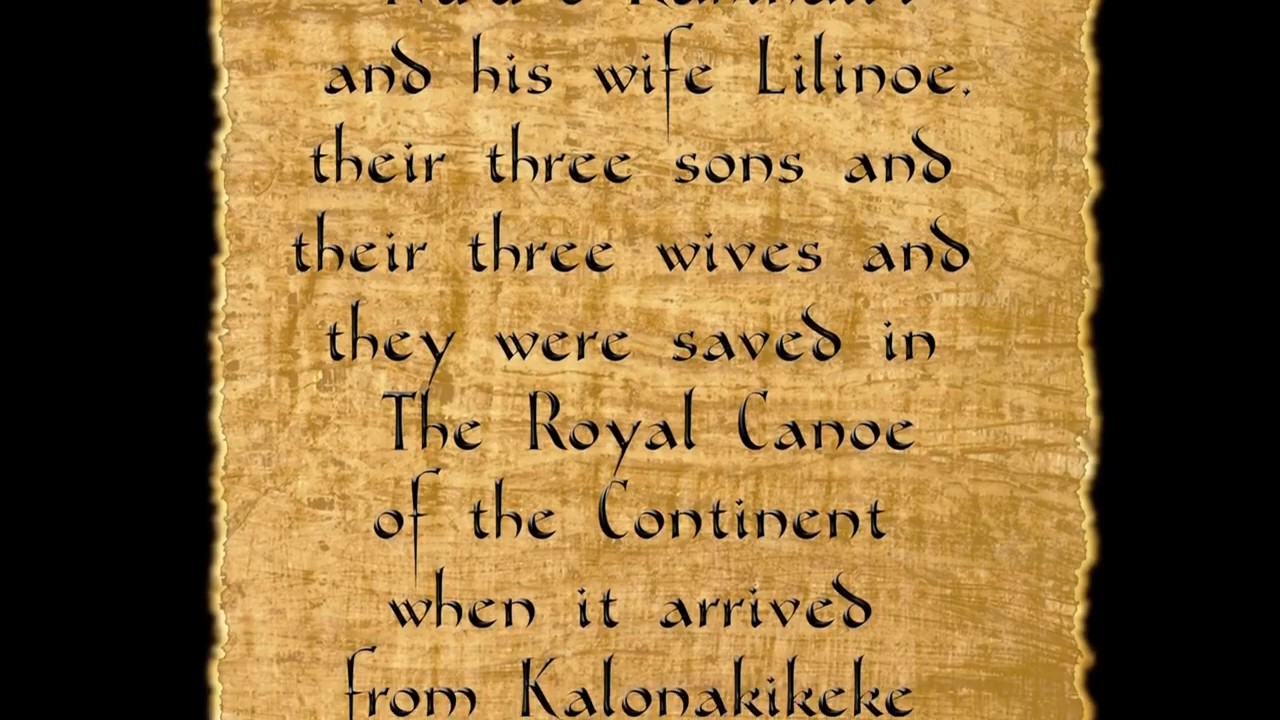 and his wife Lilinoe,
their three sons and
their three wives and
they were saved in
The Royal Canoe
of the Continent
when it arrived
from Kalonakikeke